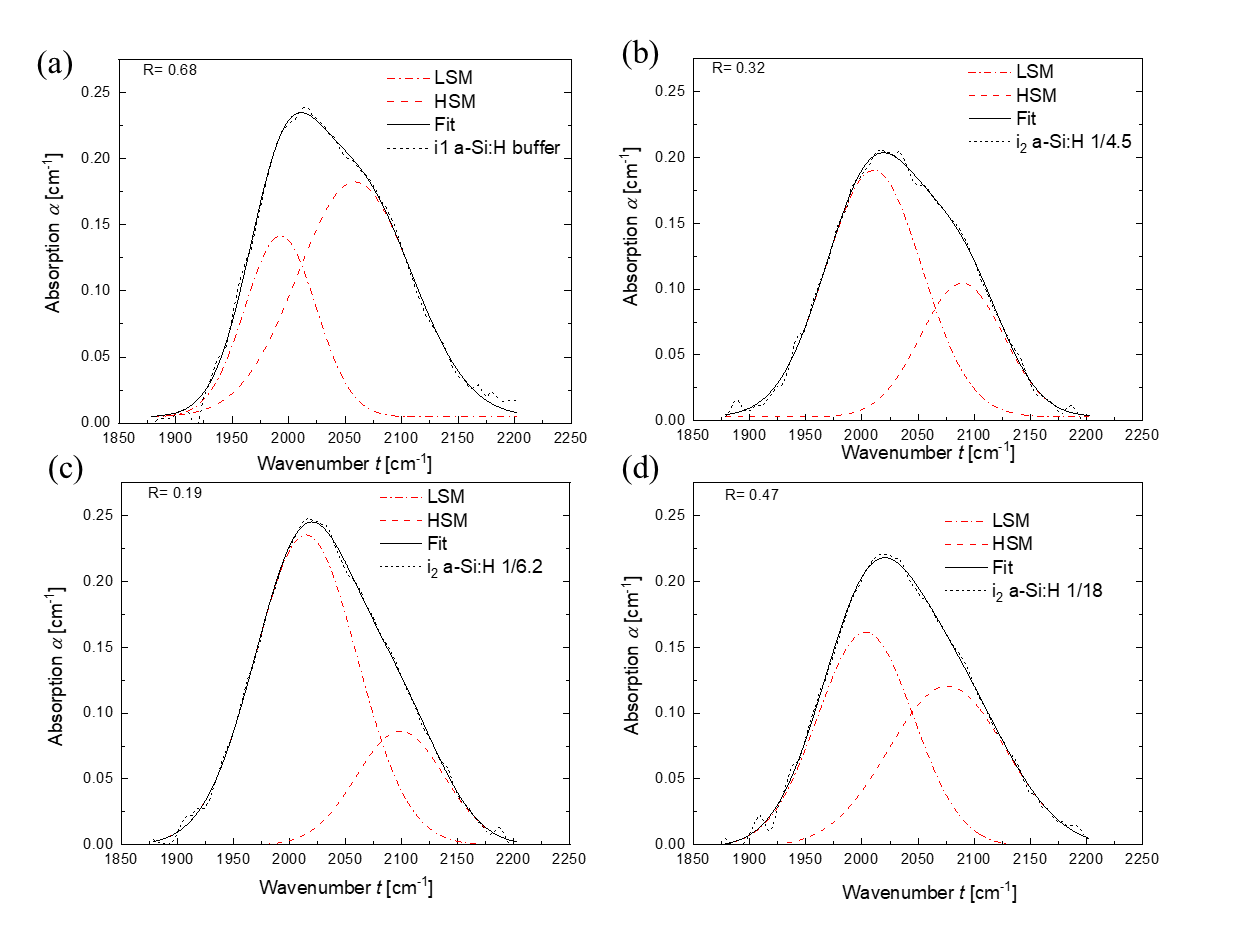 (a)
R= 0.68
LSM
HSM
Fit
i1 a-Si:H buffer
0.25
0.20
0.15
0.10
0.05
0.00
Absorption α [cm-1]
1850 1900 1950 2000 2050 2100 2150 2200 2250
Wavenumber t [cm-1]
(b)
R= 0.32
LSM
HSM
Fit
i2 a-Si:H 1/4.5
0.25
0.20
0.15
0.10
0.05
0.00
Absorption α [cm-1]
1850 1900 1950 2000 2050 2100 2150 2200 2250
Wavenumber t [cm-1]
(c)
R= 0.19
LSM
HSM
Fit
i2 a-Si:H 1/6.2
0.25
0.20
0.15
0.10
0.05
0.00
Absorption α [cm-1]
1850 1900 1950 2000 2050 2100 2150 2200 2250
Wavenumber t [cm-1]
(d)
R= 0.47
LSM
HSM
Fit
i2 a-Si:H 1/18
0.25
0.20
0.15
0.10
0.05
0.00
Absorption α [cm-1]
1850 1900 1950 2000 2050 2100 2150 2200 2250
Wavenumber t [cm-1]